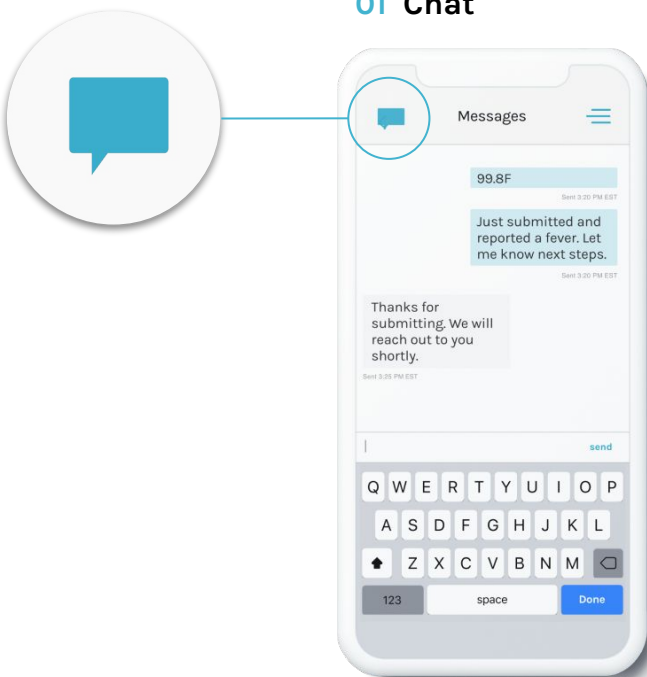 01 Chat
Messages
99.8F
Sent 3:20 PM EST
Just submitted and
reported a fever. Let
me know next steps.
Sent 3:20 PM EST
Thanks for
submitting. We will
reach out to you
shortly.
Sent 3:25 PM EST
send
Q W E R T Y U I O P
A S D F G H J K L
Z X C V B N M
123 space Done